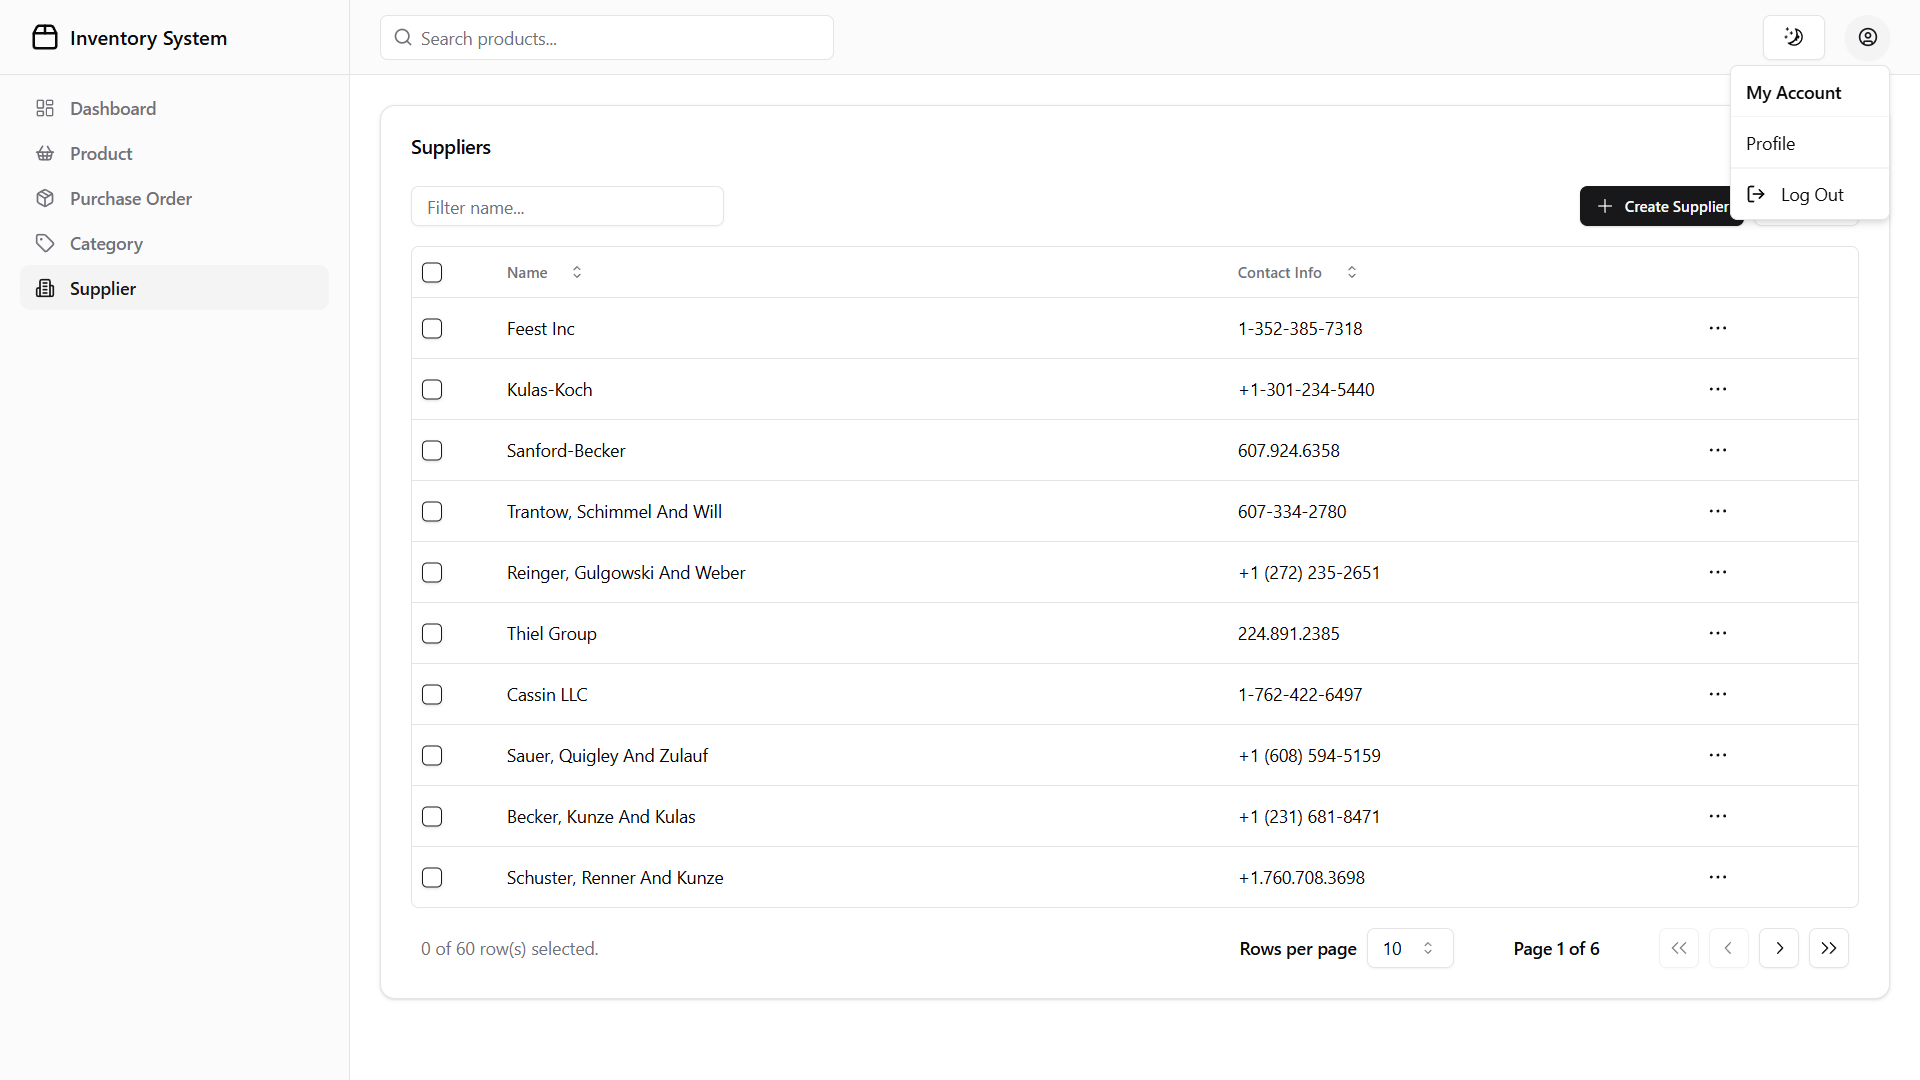 Inventory System
Search products...
My Account
Profile
Log Out
Dashboard
Product
Purchase Order
Category
Supplier
Suppliers
Filter name...
Create Supplier
Name
Contact Info
Feest Inc
1-352-385-7318
Kulas-Koch
+1-301-234-5440
Sanford-Becker
607.924.6358
Trantow, Schimmel And Will
607-334-2780
Reinger, Gulgowski And Weber
+1 (272) 235-2651
Thiel Group
224.891.2385
Cassin LLC
1-762-422-6497
Sauer, Quigley And Zulauf
+1 (608) 594-5159
Becker, Kunze And Kulas
+1 (231) 681-8471
Schuster, Renner And Kunze
+1.760.708.3698
0 of 60 row(s) selected.
Rows per page
10
Page 1 of 6